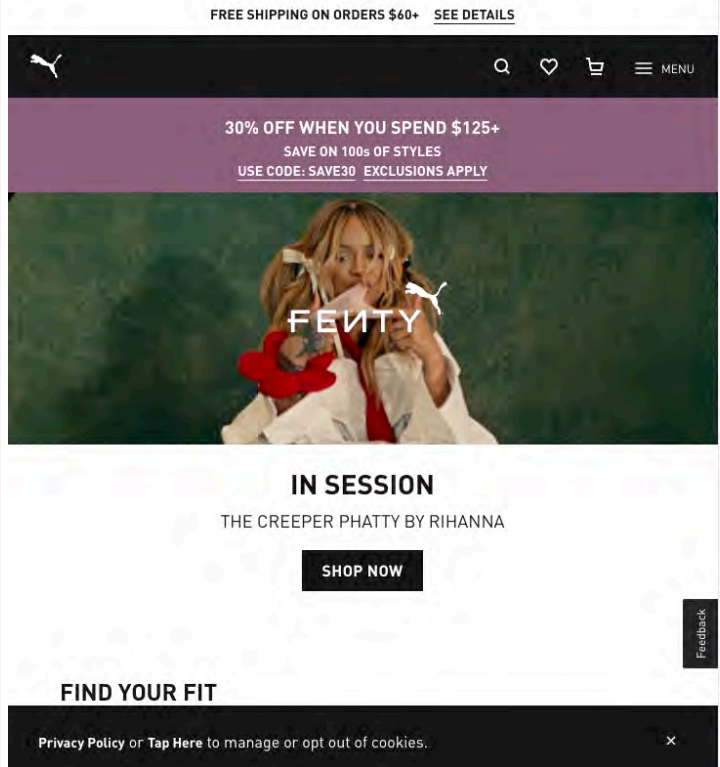 FREE SHIPPING ON ORDERS $60+ SEE DETAILS
MENU
30% OFF WHEN YOU SPEND $125+
SAVE ON 100s OF STYLES
USE CODE: SAVE30 EXCLUSIONS APPLY
FEИTY
IN SESSION
THE CREEPER PHATTY BY RIHANNA
SHOP NOW
Feedback
FIND YOUR FIT
Privacy Policy or Tap Here to manage or opt out of cookies.